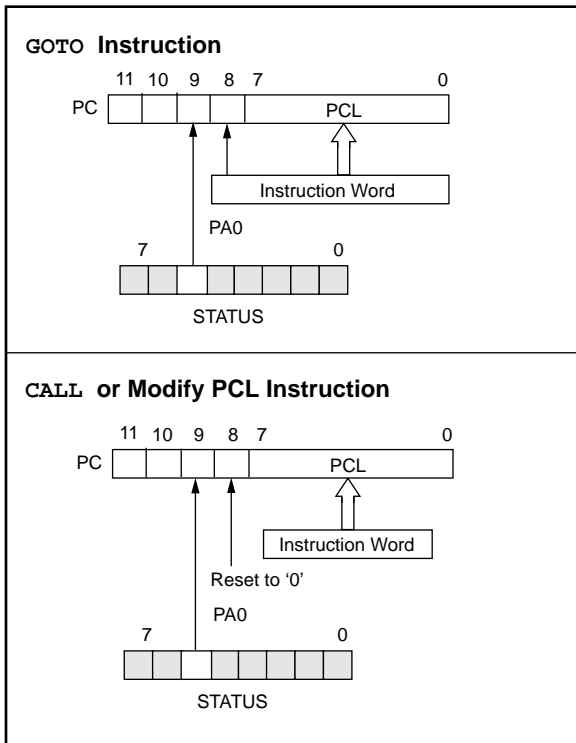 GOTO Instruction
11 10 9 8 7 0
PC PCL
Instruction Word
PA0
7 0
STATUS
CALL or Modify PCL Instruction
11 10 9 8 7 0
PC PCL
Instruction Word
Reset to ‘0’
PA0
7 0
STATUS